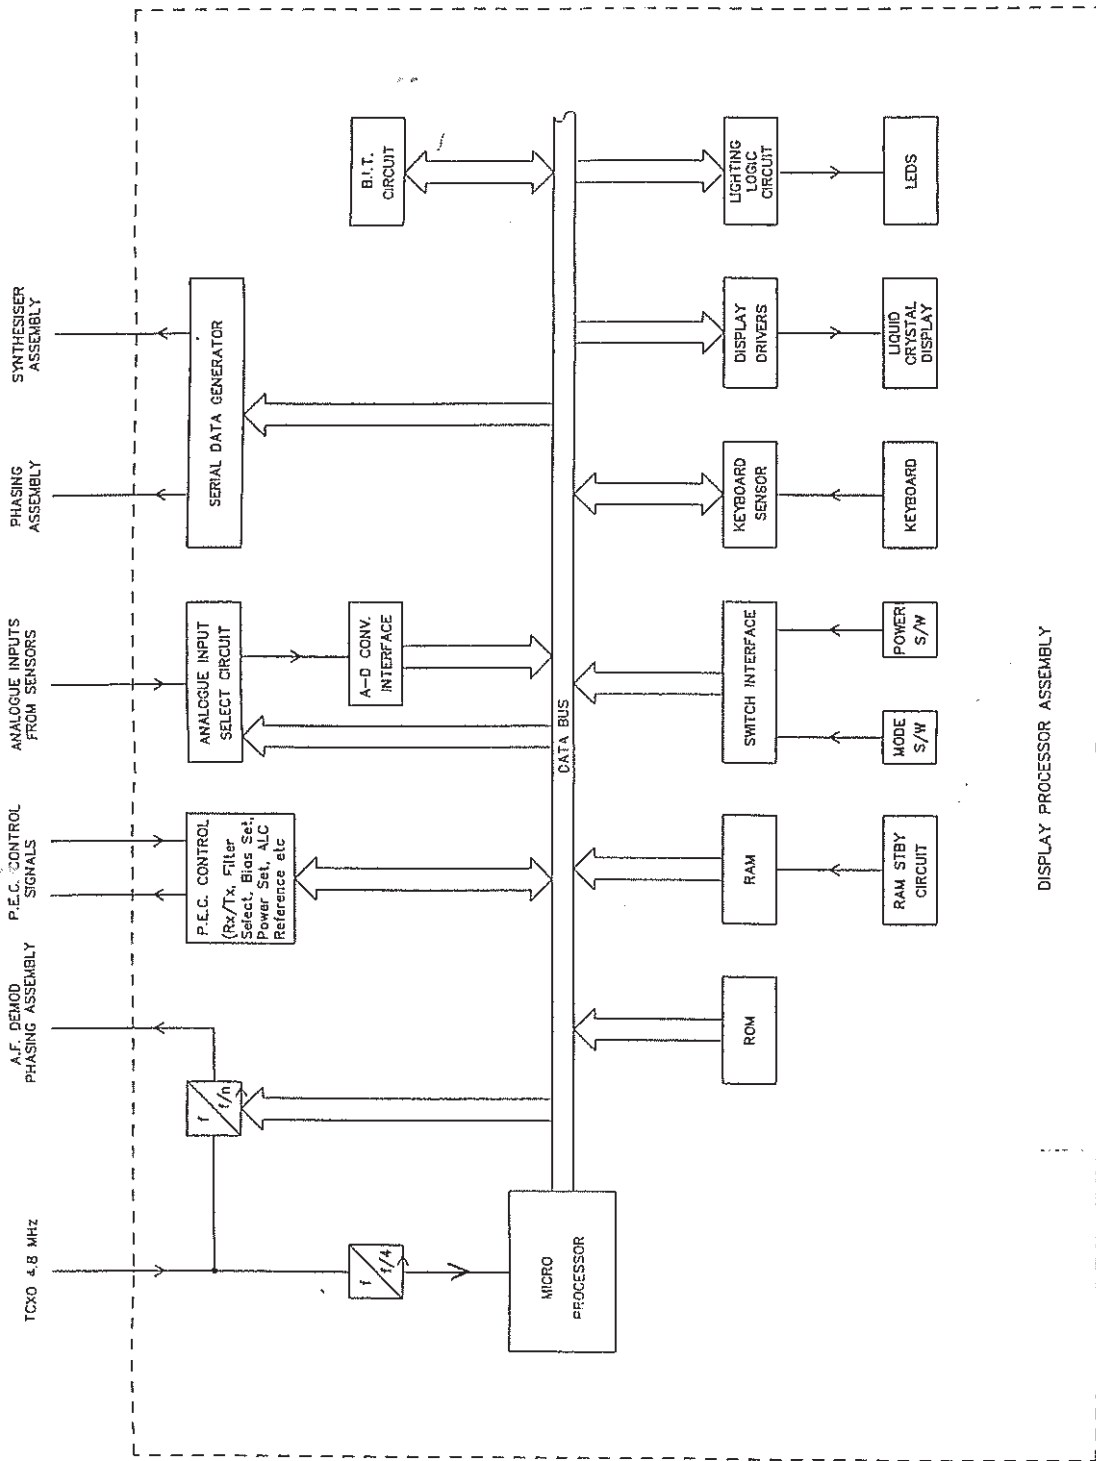 TCXO 4.8 MHz
A.F. DEMOD
PHASING ASSEMBLY
P.E.C. CONTROL
SIGNALS
ANALOGUE INPUTS
FROM SENSORS
PHASING
ASSEMBLY
SYNTHESISER
ASSEMBLY
f
f/n
P.E.C. CONTROL
(Rx/Tx, Filter
Select, Bias Set,
Power Set, ALC
Reference etc
ANALOGUE INPUT
SELECT CIRCUIT
SERIAL DATA GENERATOR
f
f/4
A-D CONV.
INTERFACE
B.I.T.
CIRCUIT
MICRO
PROCESSOR
DATA BUS
ROM
RAM
SWITCH INTERFACE
KEYBOARD
SENSOR
DISPLAY
DRIVERS
LIGHTING
LOGIC
CIRCUIT
RAM STBY
CIRCUIT
MODE
S/W
POWER
S/W
KEYBOARD
LIQUID
CRYSTAL
DISPLAY
LEDS
DISPLAY PROCESSOR ASSEMBLY